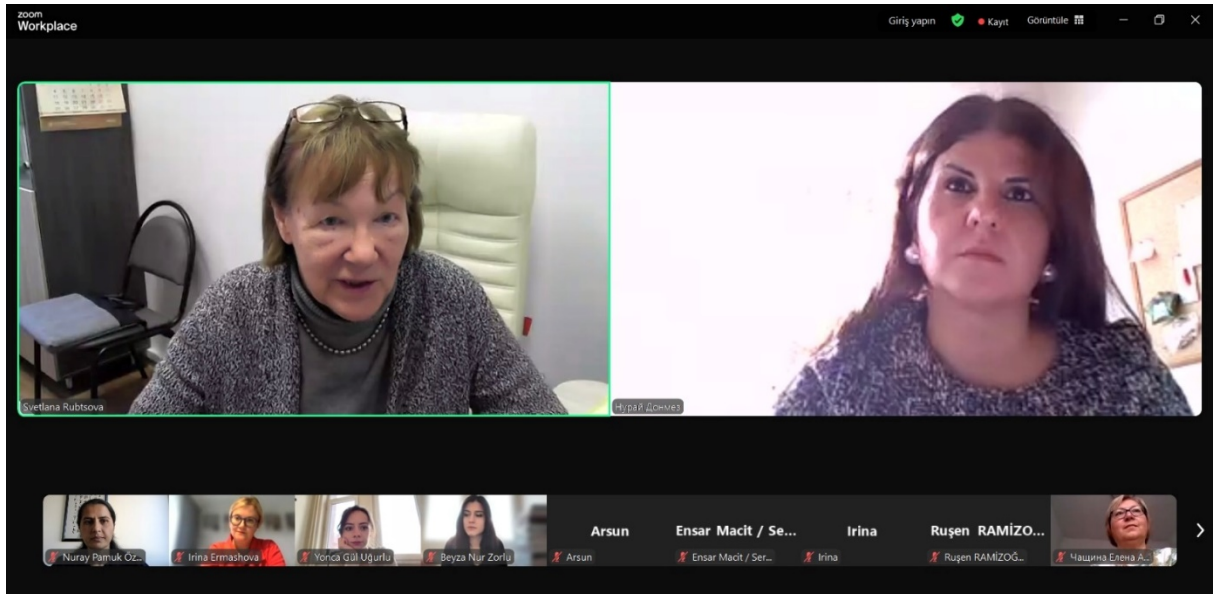 zoom
Workplace
Giriş yapın
Kayıt
Görüntüle
Svetlana Rubtsova
Нурай Донмез
Arsun
Ensar Macit / Se...
Irina
Ruşen RAMİZO...
Nuray Pamuk Öz...
Irina Ermashova
Yonca Gül Uğurlu
Beyza Nur Zorlu
Arsun
Ensar Macit / Ser...
Irina
Ruşen RAMİZOĞ...
Чащина Елена А...